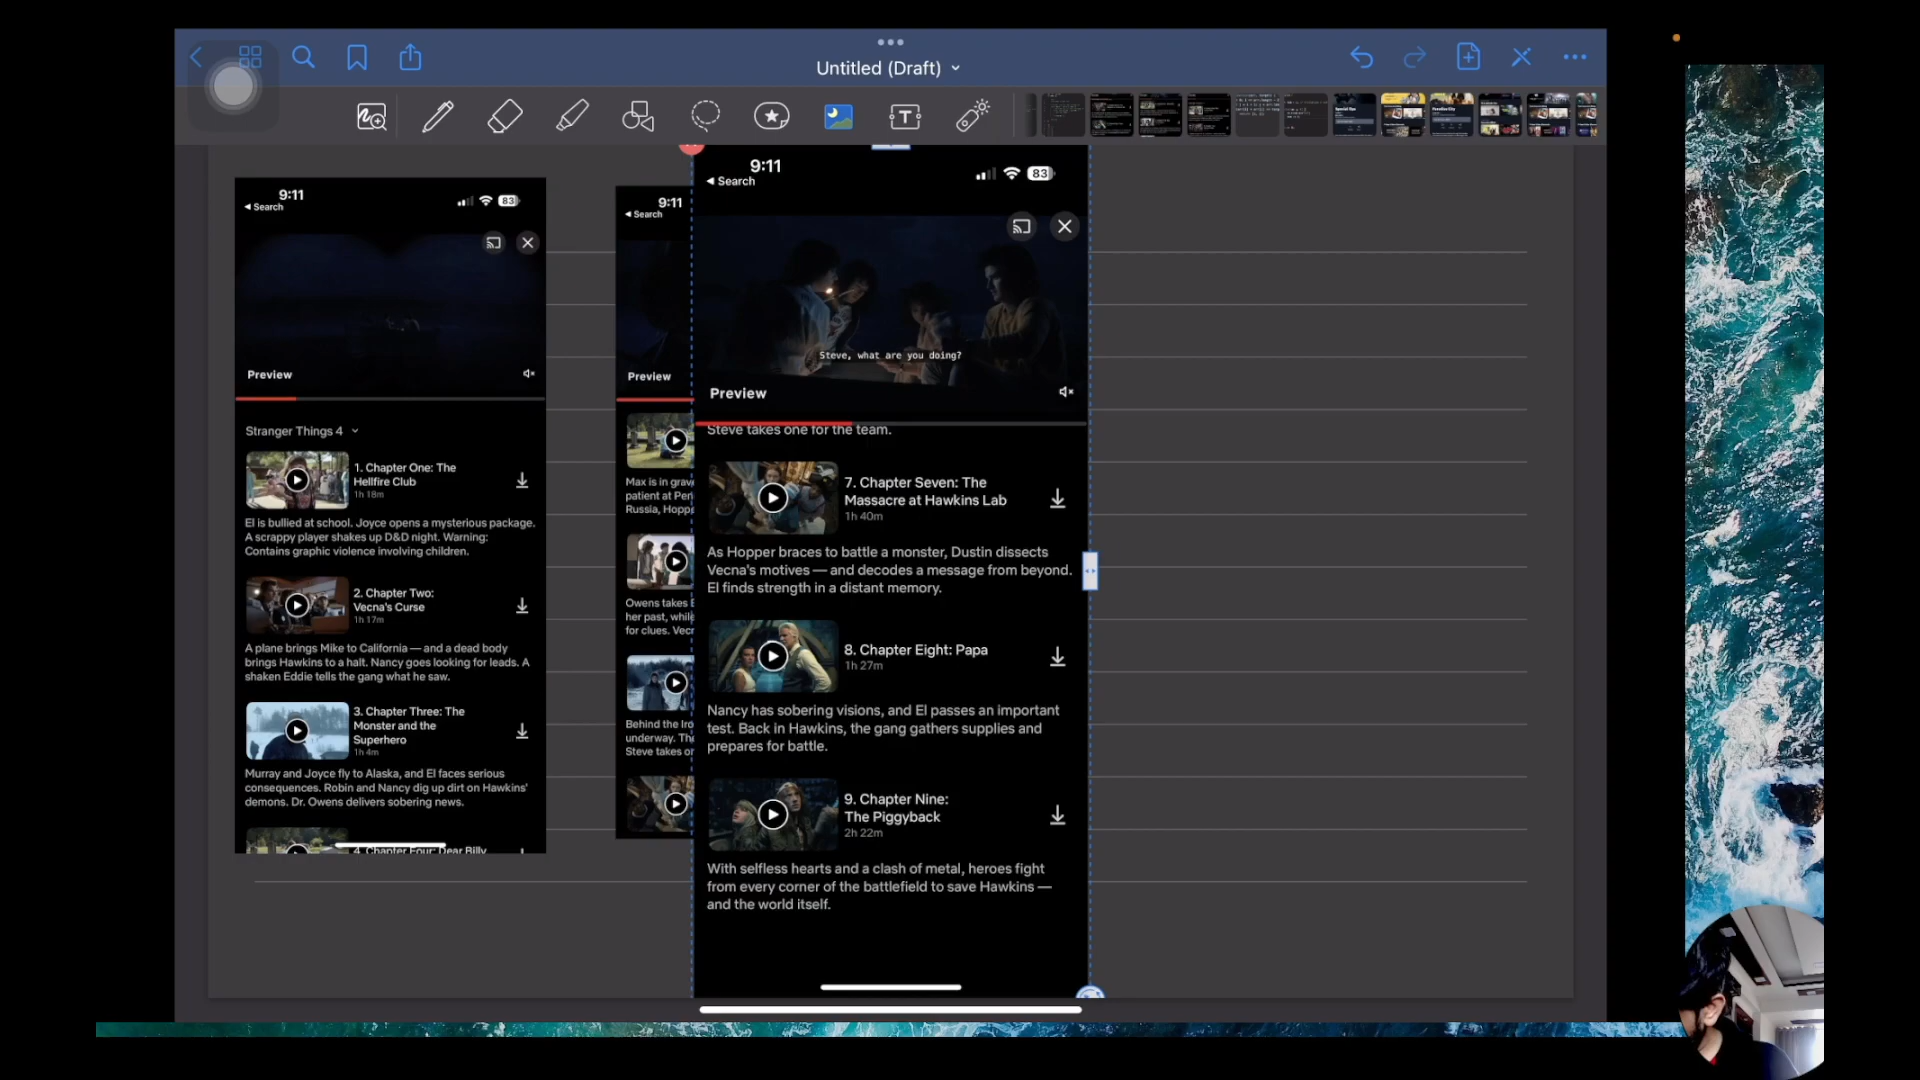 Untitled (Draft)
9:11
Search
83
Preview
Stranger Things 4
1. Chapter One: The
Hellfire Club
1h 18m
El is bullied at school. Joyce opens a mysterious package.
A scrappy player shakes up D&D night. Warning:
Contains graphic violence involving children.
2. Chapter Two:
Vecna's Curse
1h 17m
A plane brings Mike to California — and a dead body
brings Hawkins to a halt. Nancy goes looking for leads. A
shaken Eddie tells the gang what he saw.
3. Chapter Three: The
Monster and the
Superhero
1h 4m
Murray and Joyce fly to Alaska, and El faces serious
consequences. Robin and Nancy dig up dirt on Hawkins'
demons. Dr. Owens delivers sobering news.
4. Chapter Four: Dear Billy
9:11
Search
Preview
Max is in grav
patient at Pen
Russia, Hopp
Owens takes E
her past, whil
for clues. Vec
Behind the Iro
underway. Th
Steve takes or
9:11
Search
83
Steve, what are you doing?
Preview
Steve takes one for the team.
7. Chapter Seven: The
Massacre at Hawkins Lab
1h 40m
As Hopper braces to battle a monster, Dustin dissects
Vecna's motives — and decodes a message from beyond.
El finds strength in a distant memory.
8. Chapter Eight: Papa
1h 27m
Nancy has sobering visions, and El passes an important
test. Back in Hawkins, the gang gathers supplies and
prepares for battle.
9. Chapter Nine:
The Piggyback
2h 22m
With selfless hearts and a clash of metal, heroes fight
from every corner of the battlefield to save Hawkins —
and the world itself.